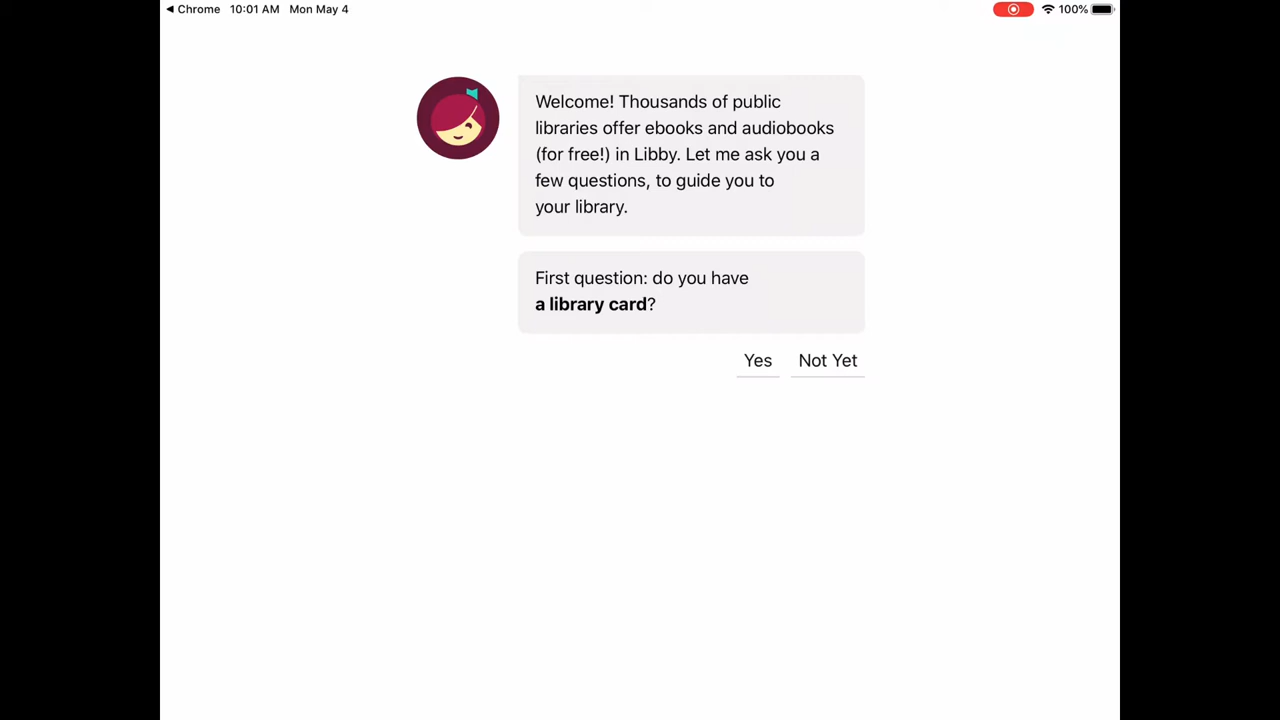 Chrome 10:01 AM Mon May 4 100%
Welcome! Thousands of public
libraries offer ebooks and audiobooks
(for free!) in Libby. Let me ask you a
few questions, to guide you to
your library.
First question: do you have
a library card?
Yes Not Yet